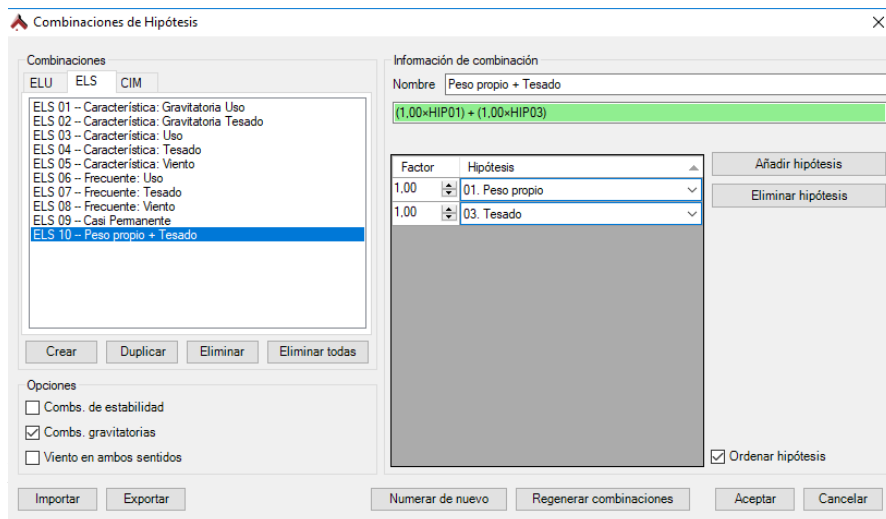 Combinaciones de Hipótesis
Combinaciones
ELU ELS CIM
ELS 01 -- Característica: Gravitatoria Uso
ELS 02 -- Característica: Gravitatoria Tesado
ELS 03 -- Característica: Uso
ELS 04 -- Característica: Tesado
ELS 05 -- Característica: Viento
ELS 06 -- Frecuente: Uso
ELS 07 -- Frecuente: Tesado
ELS 08 -- Frecuente: Viento
ELS 09 -- Casi Permanente
ELS 10 -- Peso propio + Tesado
Crear Duplicar Eliminar Eliminar todas
Opciones
Combs. de estabilidad
Combs. gravitatorias
Viento en ambos sentidos
Información de combinación
Nombre Peso propio + Tesado
(1,00×HIP01) + (1,00×HIP03)
Factor Hipótesis
1,00 01. Peso propio
1,00 03. Tesado
Añadir hipótesis
Eliminar hipótesis
Ordenar hipótesis
Importar Exportar Numerar de nuevo Regenerar combinaciones Aceptar Cancelar